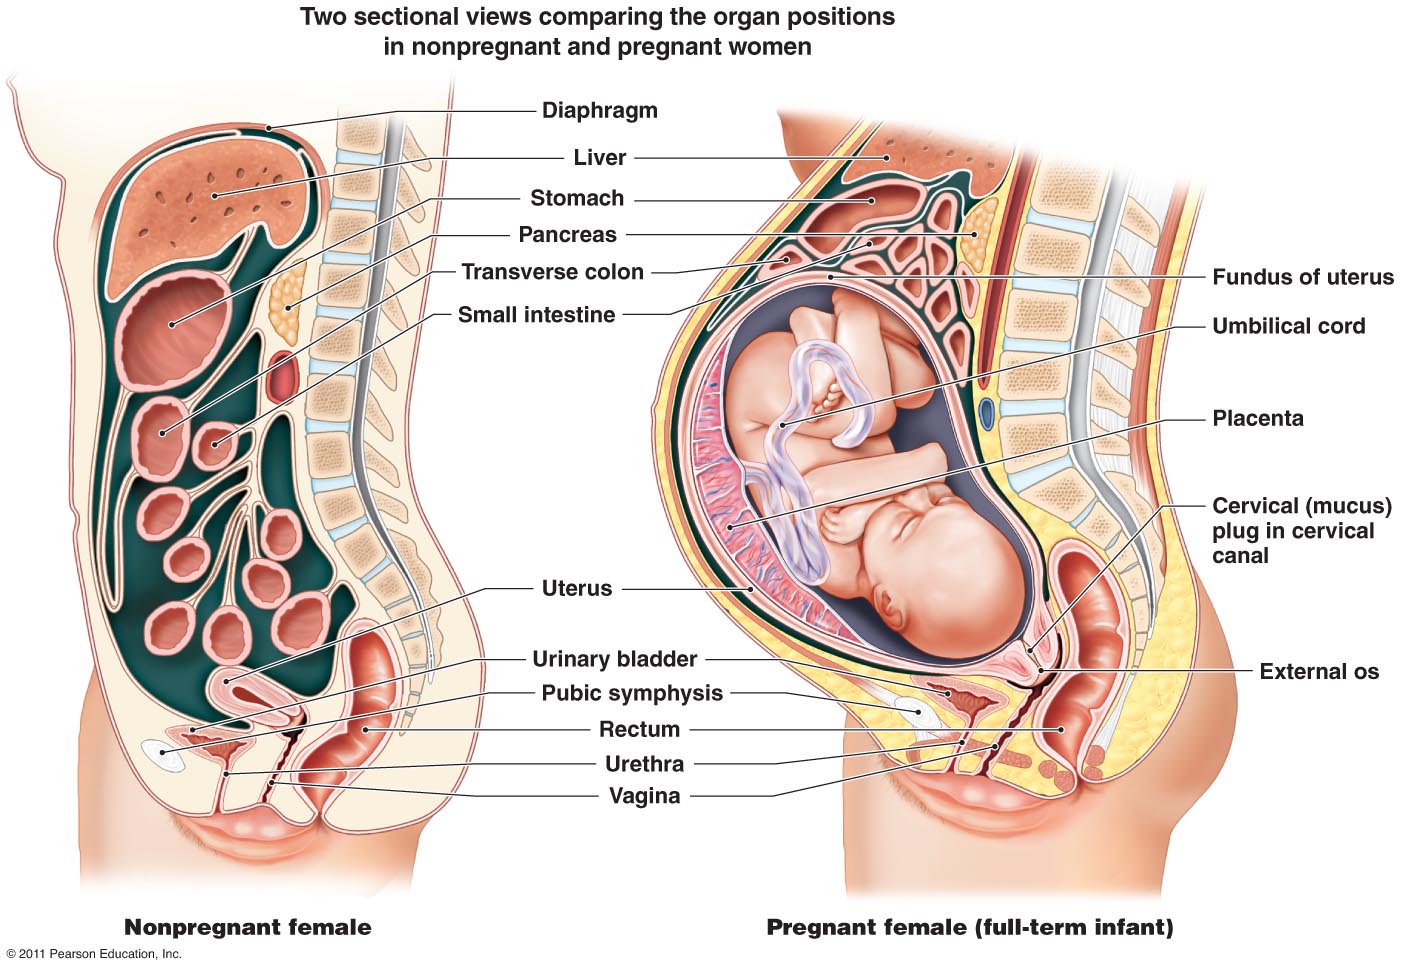 Two sectional views comparing the organ positions
in nonpregnant and pregnant women
Diaphragm
Liver
Stomach
Pancreas
Transverse colon
Small intestine
Fundus of uterus
Umbilical cord
Placenta
Cervical (mucus)
plug in cervical
canal
Uterus
Urinary bladder
External os
Pubic symphysis
Rectum
Urethra
Vagina
Nonpregnant female
Pregnant female (full-term infant)
© 2011 Pearson Education, Inc.